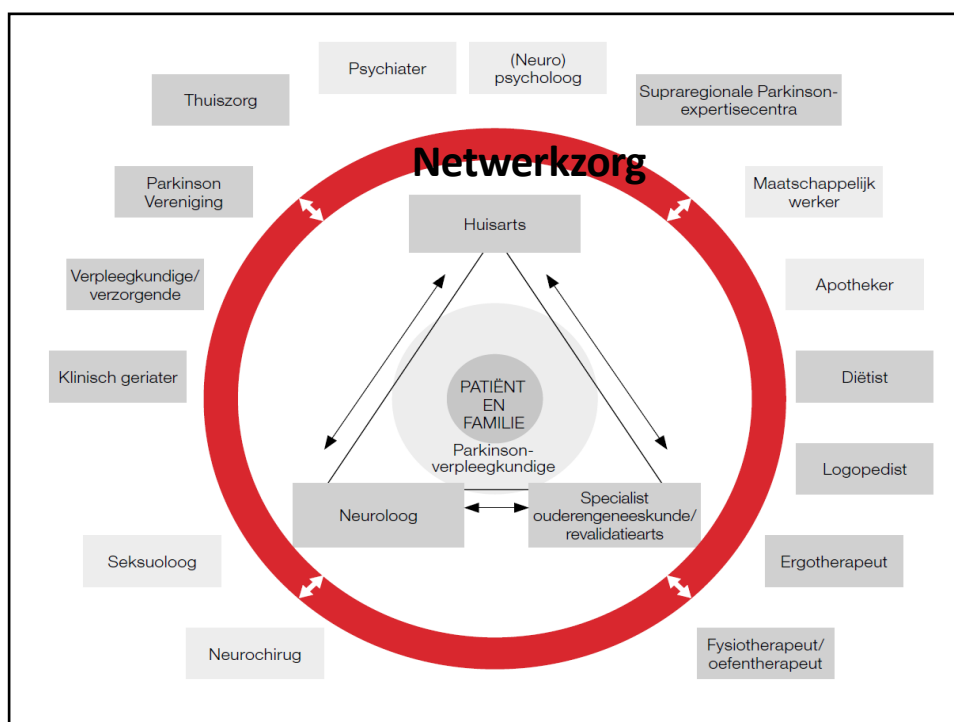 Psychiater
(Neuro)
psycholoog
Thuiszorg
Supraregionale Parkinson-
expertisecentra
Netwerkzorg
Parkinson
Vereniging
Maatschappelijk
werker
Huisarts
Verpleegkundige/
verzorgende
Apotheker
Klinisch geriater
PATIËNT
EN
FAMILIE
Diëtist
Parkinson-
verpleegkundige
Logopedist
Neuroloog
Specialist
ouderengeneeskunde/
revalidatiearts
Seksuoloog
Ergotherapeut
Neurochirug
Fysiotherapeut/
oefentherapeut